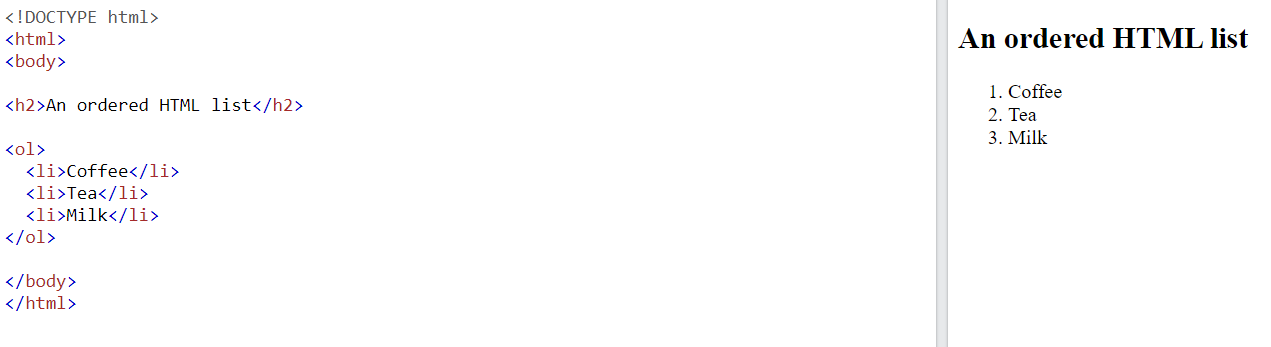 <!DOCTYPE html>
<html>
<body>
<h2>An ordered HTML list</h2>
<ol>
<li>Coffee</li>
<li>Tea</li>
<li>Milk</li>
</ol>
</body>
</html>
An ordered HTML list
1. Coffee
2. Tea
3. Milk